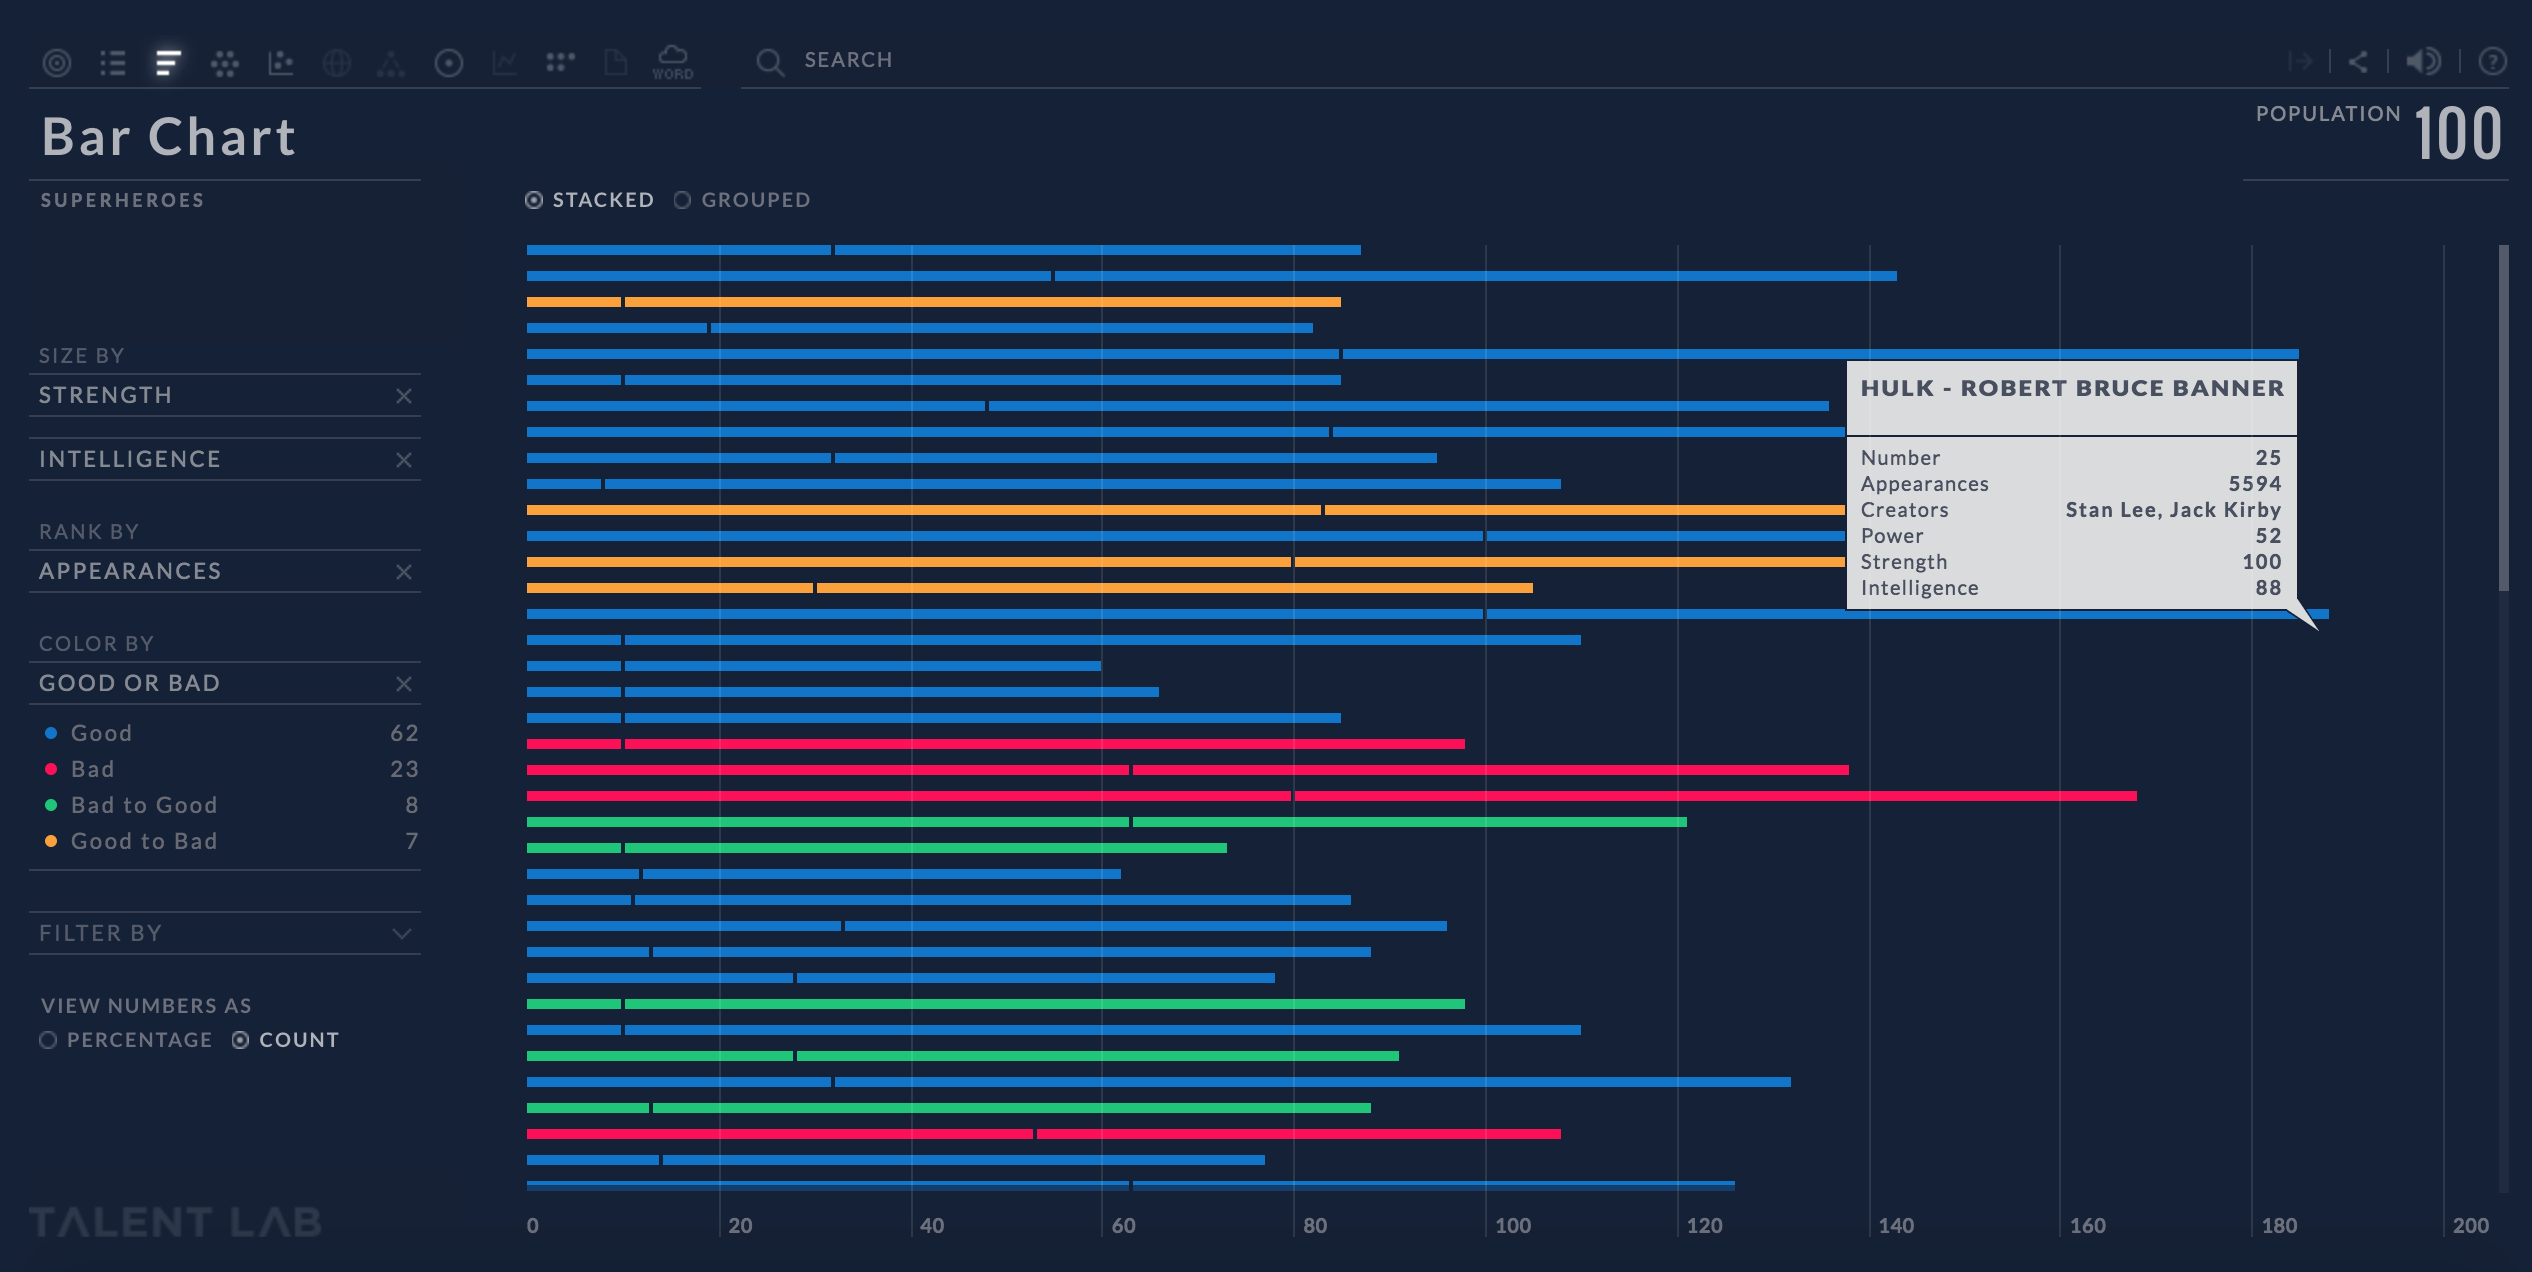 WORD
SEARCH
Bar Chart
POPULATION 100
SUPERHEROES
STACKED GROUPED
SIZE BY
STRENGTH
INTELLIGENCE
RANK BY
APPEARANCES
COLOR BY
GOOD OR BAD
Good 62
Bad 23
Bad to Good 8
Good to Bad 7
FILTER BY
VIEW NUMBERS AS
PERCENTAGE COUNT
HULK - ROBERT BRUCE BANNER
Number 25
Appearances 5594
Creators Stan Lee, Jack Kirby
Power 52
Strength 100
Intelligence 88
0 20 40 60 80 100 120 140 160 180 200
TALENT LAB